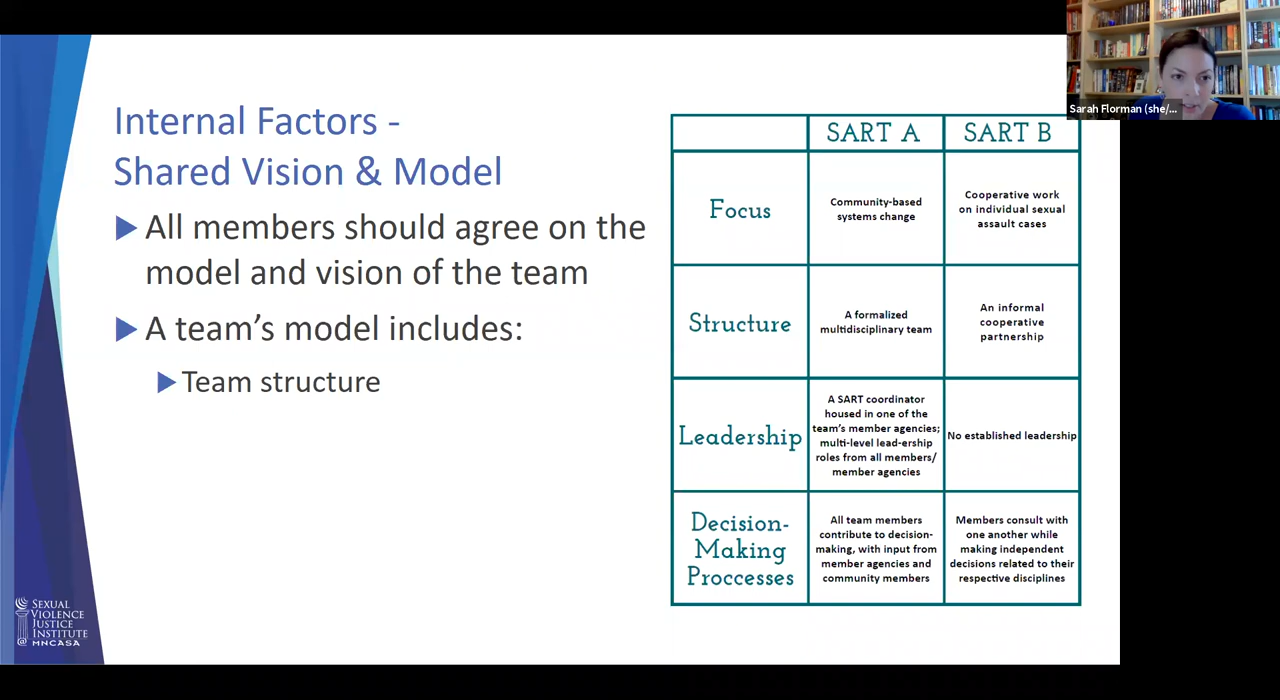 Internal Factors -
Shared Vision & Model
All members should agree on the
model and vision of the team
A team's model includes:
Team structure
SART A
SART B
Focus
Community-based
systems change
Cooperative work
on individual sexual
assault cases
Structure
A formalized
multidisciplinary team
An informal
cooperative
partnership
Leadership
A SART coordinator
housed in one of the
team's member agencies;
multi-level lead-ership
roles from all members/
member agencies
No established leadership
Decision-
Making
Proccesses
All team members
contribute to decision-
making, with input from
member agencies and
community members
Members consult with
one another while
making independent
decisions related to their
respective disciplines
Sarah Florman (she/...
SEXUAL
VIOLENCE
JUSTICE
INSTITUTE
@ MNCASA